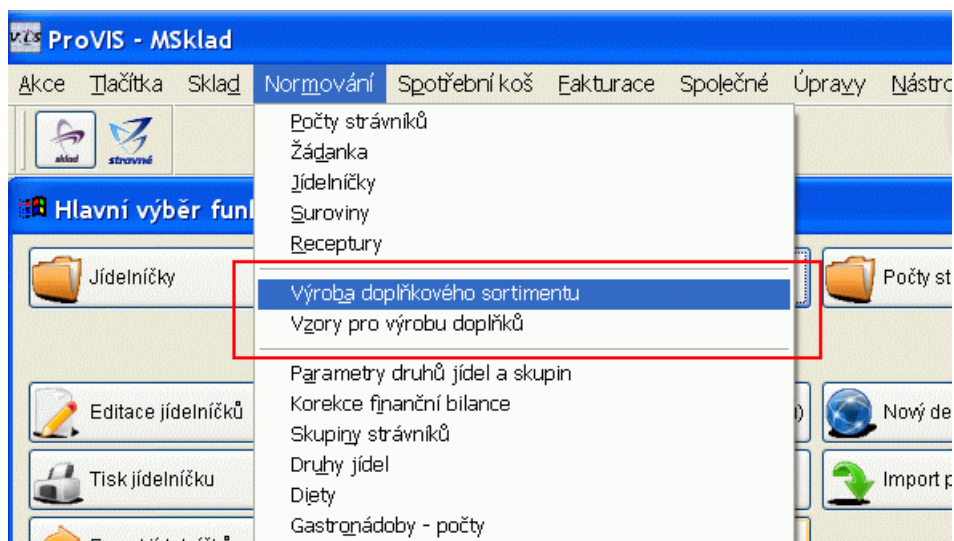 vis ProVIS - MSklad
Akce Tlačítka Sklad Normování Spotřební koš Fakturace Společné Úpravy Nástro
sklad stravné
Počty strávníků
Žádanka
Jídelníčky
Suroviny
Receptury
Hlavní výběr fun
Jídelníčky
Počty st
Výroba doplňkového sortimentu
Vzory pro výrobu doplňků
Parametry druhů jídel a skupin
Korekce finanční bilance
Skupiny strávníků
Druhy jídel
Diety
Gastronádoby - počty
Editace jídelníčků
Nový de
Tisk jídelníčku
Import p